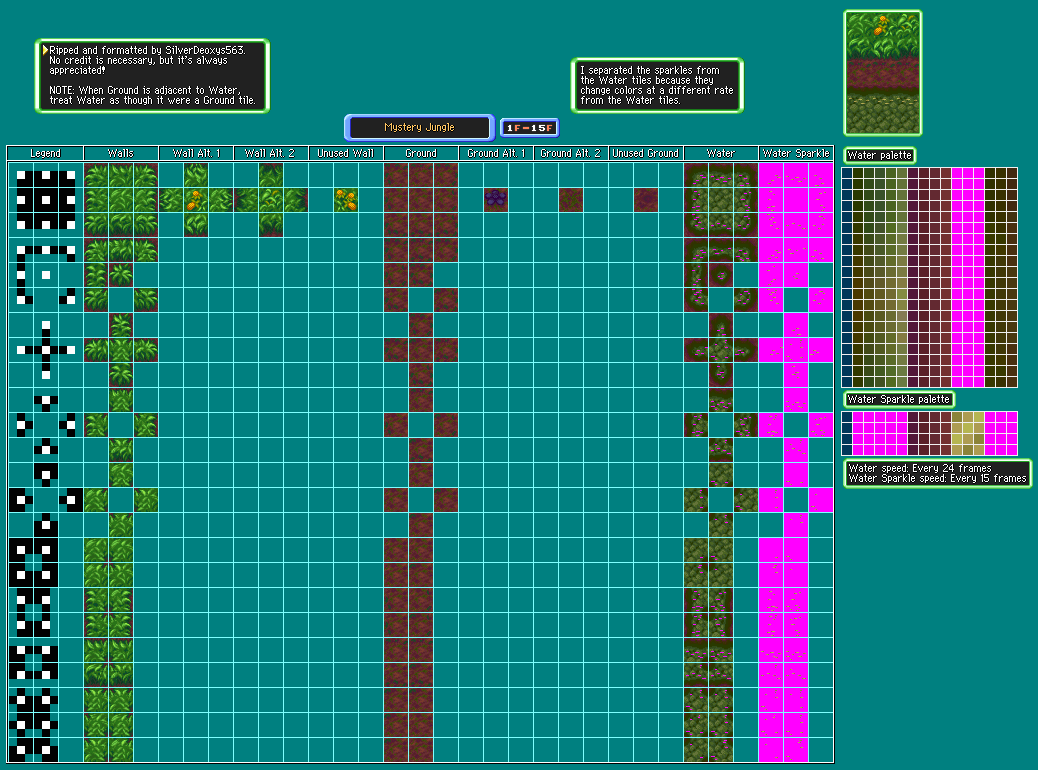 Ripped and formatted by SilverDeoxys563.
No credit is necessary, but it's always
appreciated!
NOTE: When Ground is adjacent to Water,
treat Water as though it were a Ground tile.
I separated the sparkles from
the Water tiles because they
change colors at a different rate
from the Water tiles.
Mystery Jungle
1F-15F
Legend Walls Wall Alt. 1 Wall Alt. 2 Unused Wall Ground Ground Alt. 1 Ground Alt. 2 Unused Ground Water Water Sparkle
Water palette
Water Sparkle palette
Water speed: Every 24 frames
Water Sparkle speed: Every 15 frames